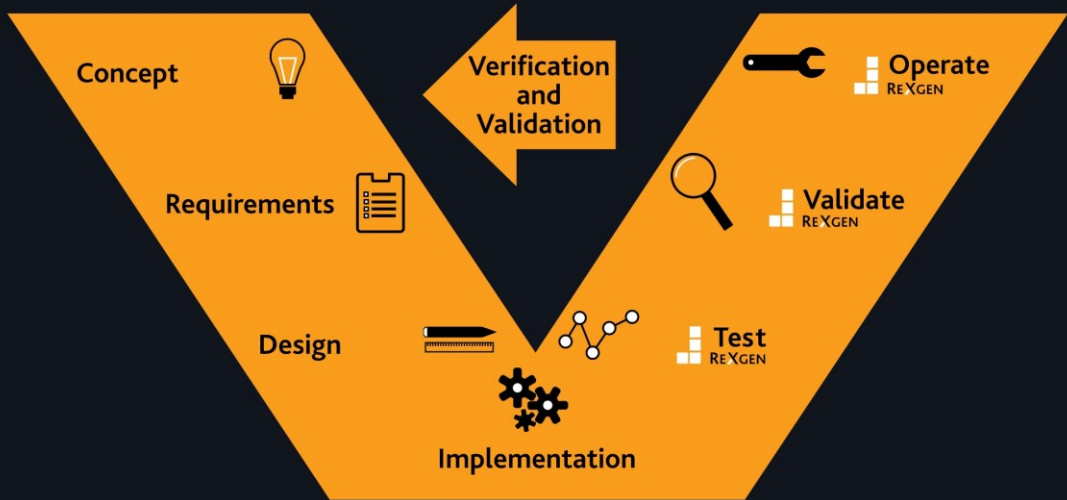 Concept
Verification
and
Validation
Operate
REXGEN
Requirements
Validate
REXGEN
Design
Test
REXGEN
Implementation